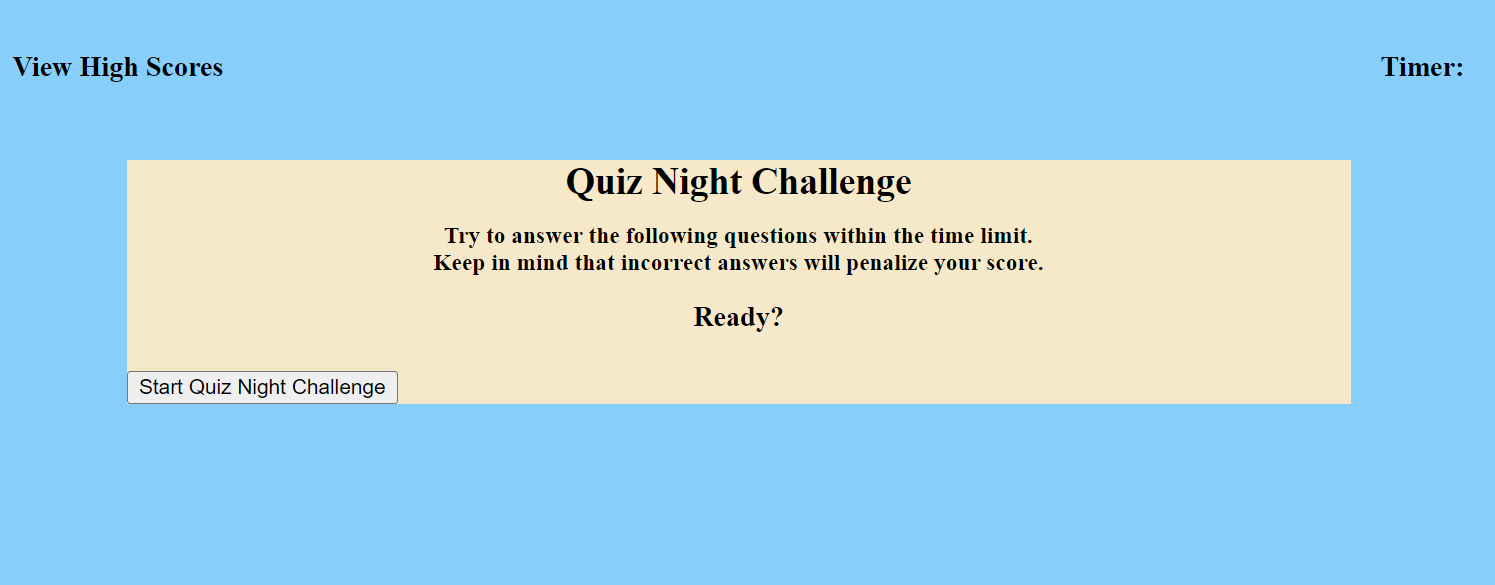 View High Scores
Timer:
Quiz Night Challenge
Try to answer the following questions within the time limit.
Keep in mind that incorrect answers will penalize your score.
Ready?
Start Quiz Night Challenge